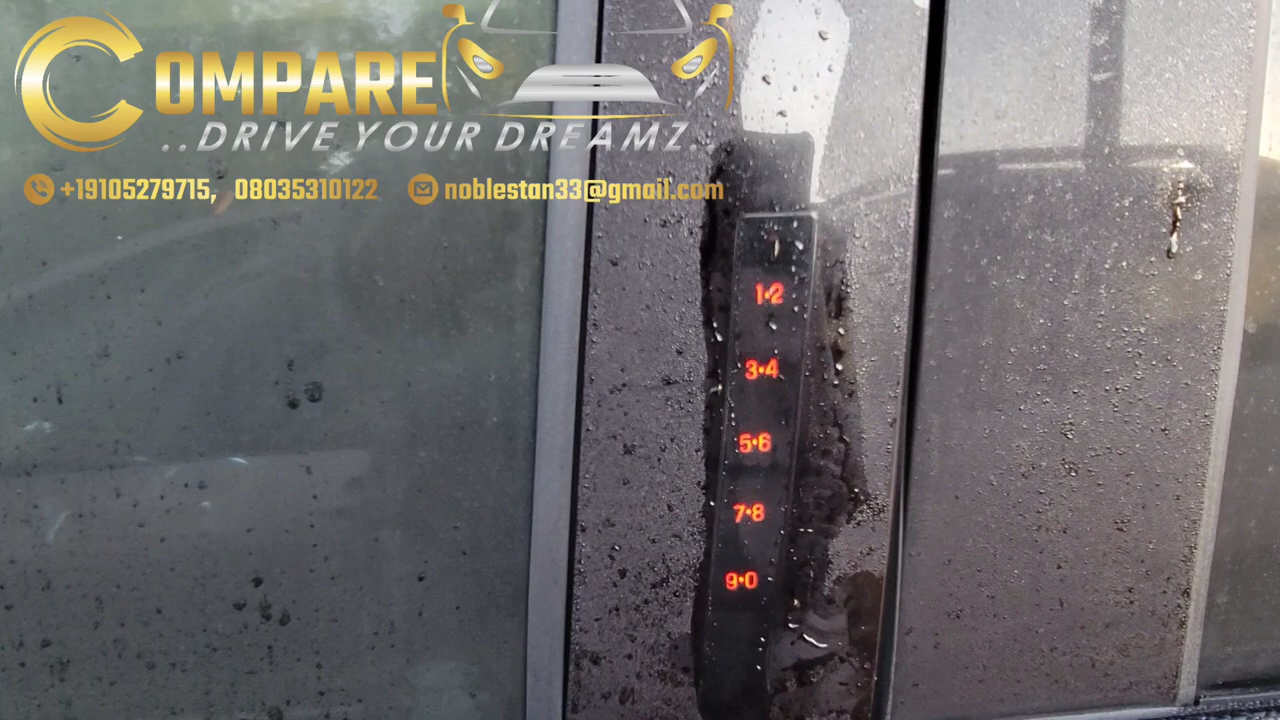 COMPARE
..DRIVE YOUR DREAMZ..
+19105279715, 08035310122 noblestan33@gmail.com
1•2
3•4
5•6
7•8
9•0